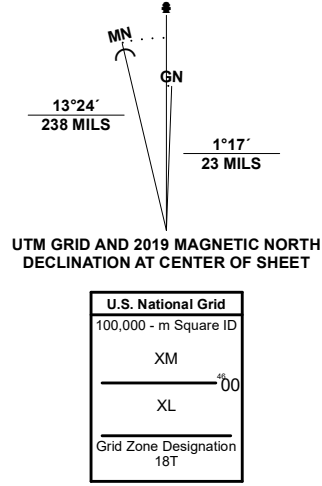 MN
GN
13°24´
238 MILS
1°17´
23 MILS
UTM GRID AND 2019 MAGNETIC NORTH
DECLINATION AT CENTER OF SHEET
U.S. National Grid
100,000 - m Square ID
XM
46 00
XL
Grid Zone Designation
18T